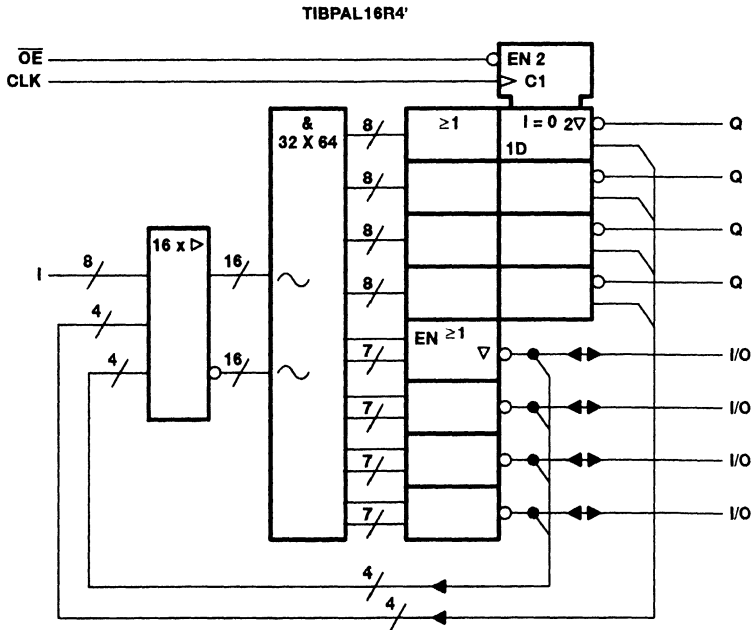 TIBPAL16R4'
OE
EN 2
CLK
C1
&
32 X 64
8
≥1
I = 0 2▽
Q
1D
8
Q
16 x ▷
8
Q
I
8
16
8
Q
4
EN ≥1
7
▽
I/O
4
16
7
I/O
7
I/O
7
I/O
4
4